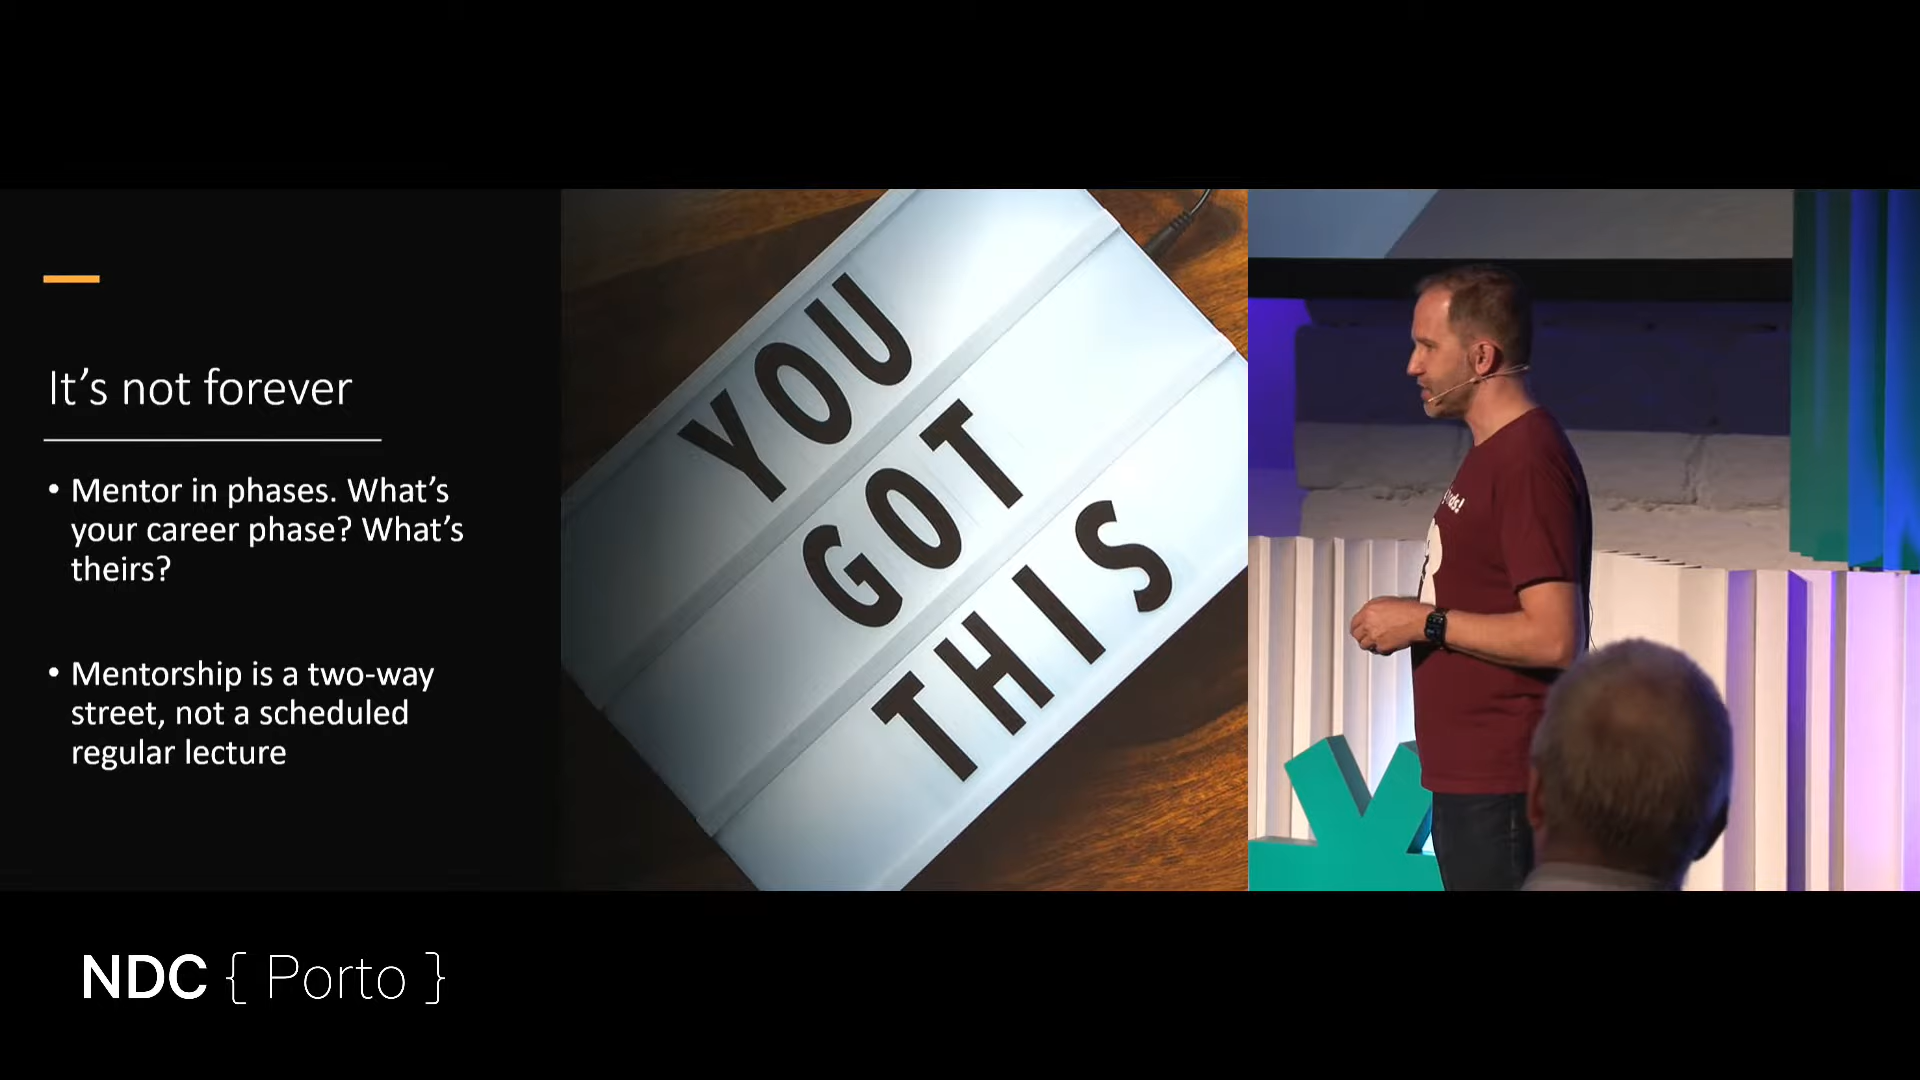 It’s not forever
• Mentor in phases. What’s
your career phase? What’s
theirs?
• Mentorship is a two-way
street, not a scheduled
regular lecture
YOU
GOT
THIS
NDC { Porto }